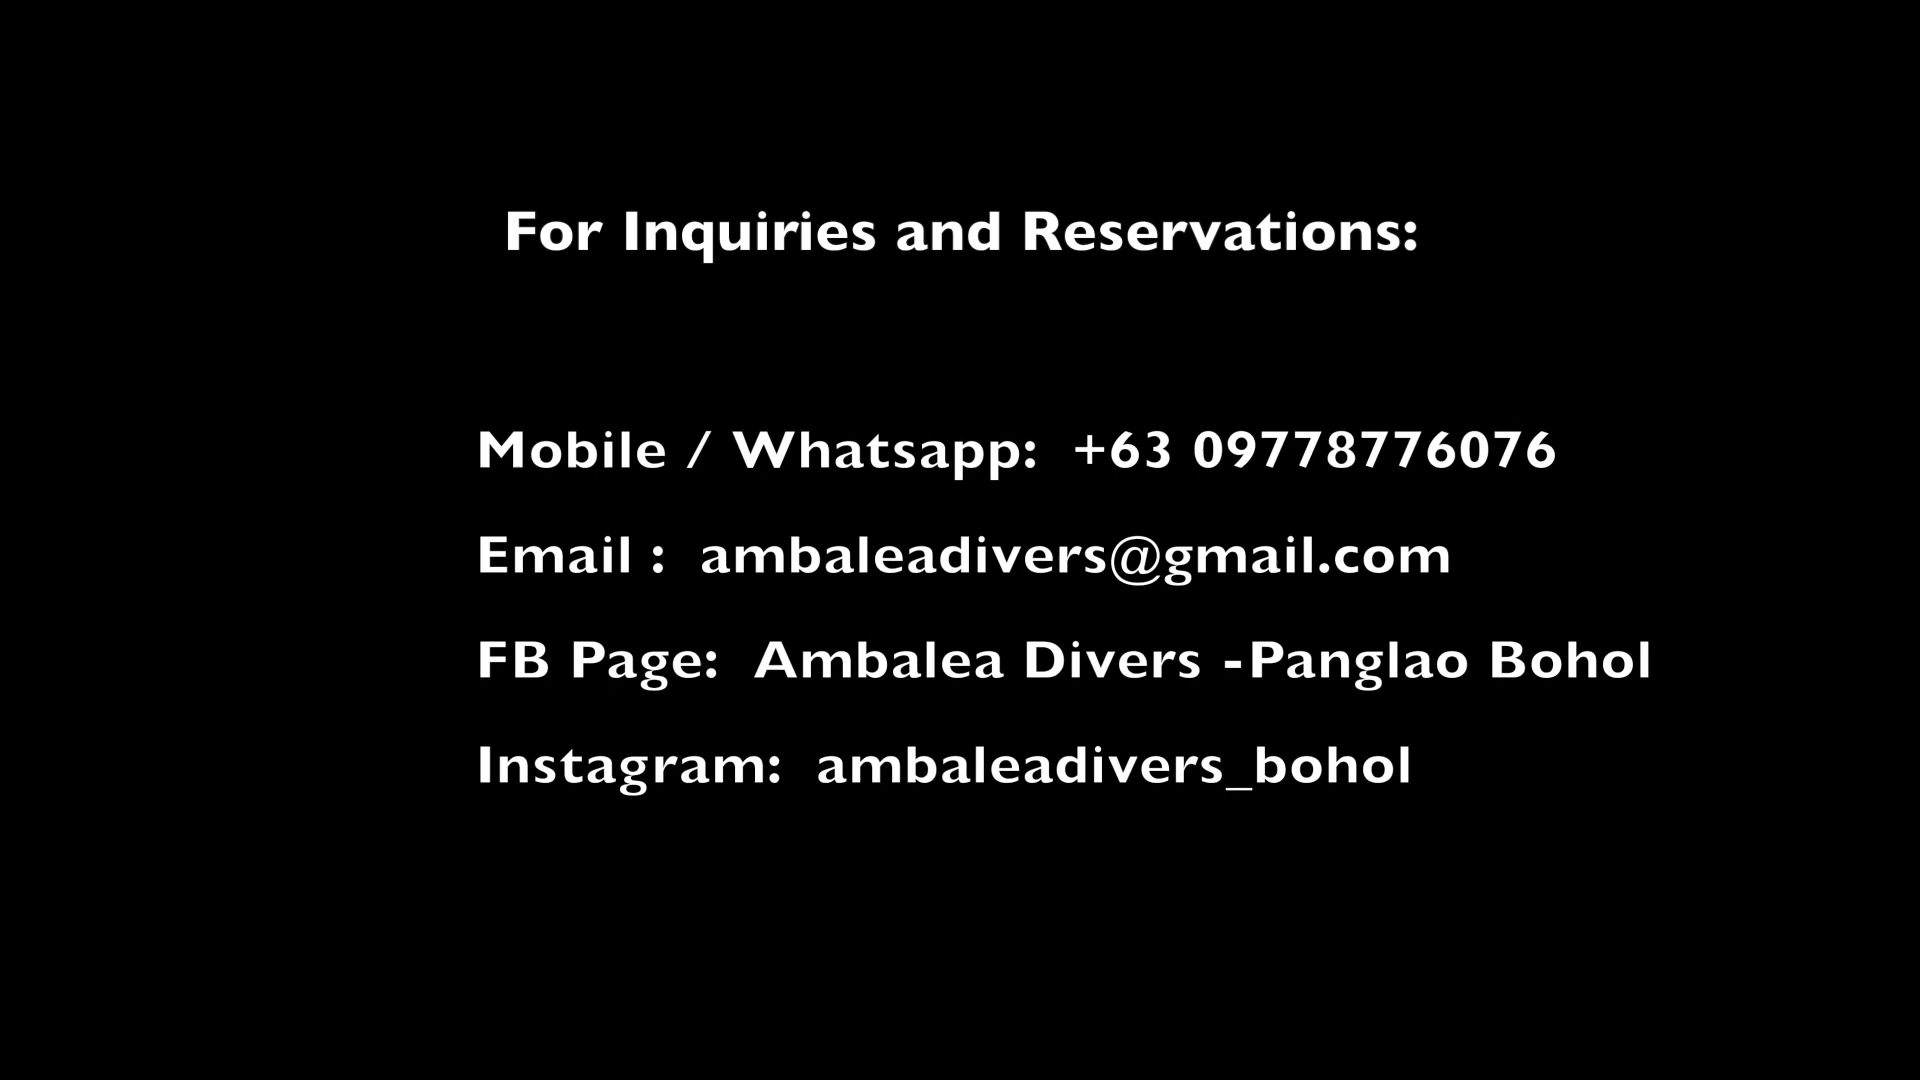 For Inquiries and Reservations:
Mobile / Whatsapp: +63 09778776076
Email : ambaleadivers@gmail.com
FB Page: Ambalea Divers -Panglao Bohol
Instagram: ambaleadivers_bohol